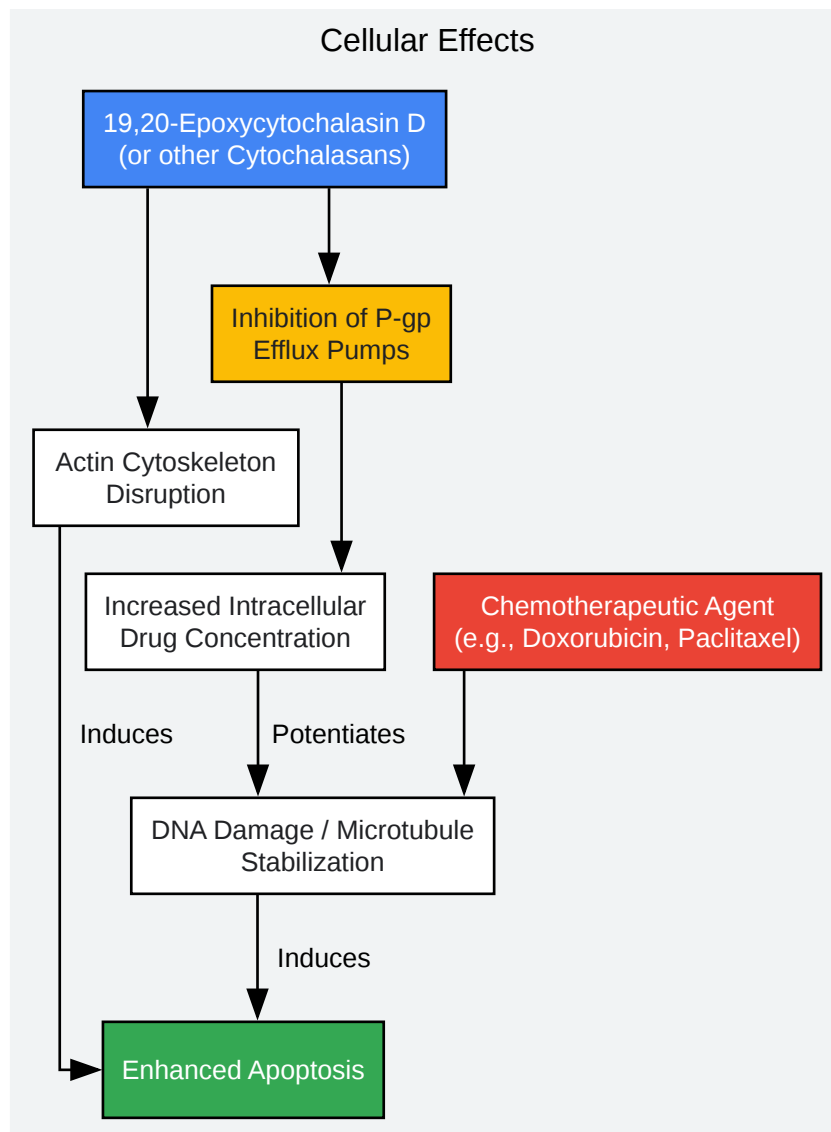 Cellular Effects
19,20-Epoxycytochalasin D
(or other Cytochalasans)
Inhibition of P-gp
Efflux Pumps
Actin Cytoskeleton
Disruption
Increased Intracellular
Drug Concentration
Chemotherapeutic Agent
(e.g., Doxorubicin, Paclitaxel)
Induces
Potentiates
DNA Damage / Microtubule
Stabilization
Induces
Enhanced Apoptosis